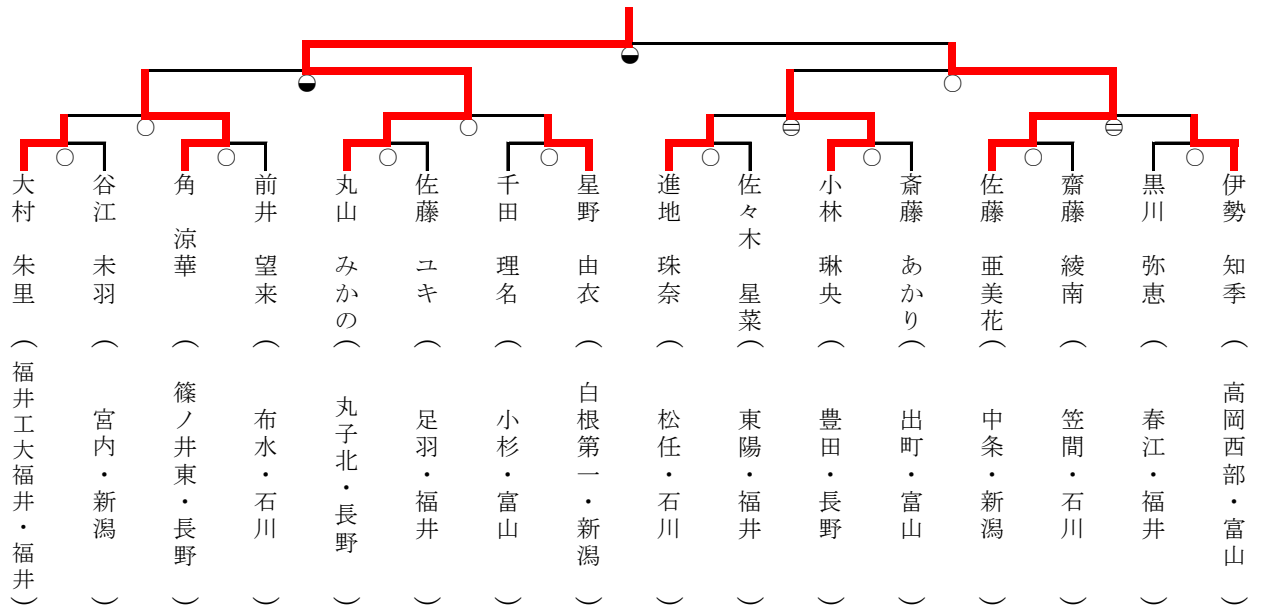 大村 朱里 （福井工大福井・福井）
谷江 未羽 （宮内・新潟）
角 涼華 （篠ノ井東・長野）
前井 望来 （布水・石川）
丸山 みかの （丸子北・長野）
佐藤 ユキ （足羽・福井）
千田 理名 （小杉・富山）
星野 由衣 （白根第一・新潟）
進地 珠奈 （松任・石川）
佐々木 星菜 （東陽・福井）
小林 琳央 （豊田・長野）
斎藤 あかり （出町・富山）
佐藤 亜美花 （中条・新潟）
齋藤 綾南 （笠間・石川）
黒川 弥恵 （春江・福井）
伊勢 知季 （高岡西部・富山）